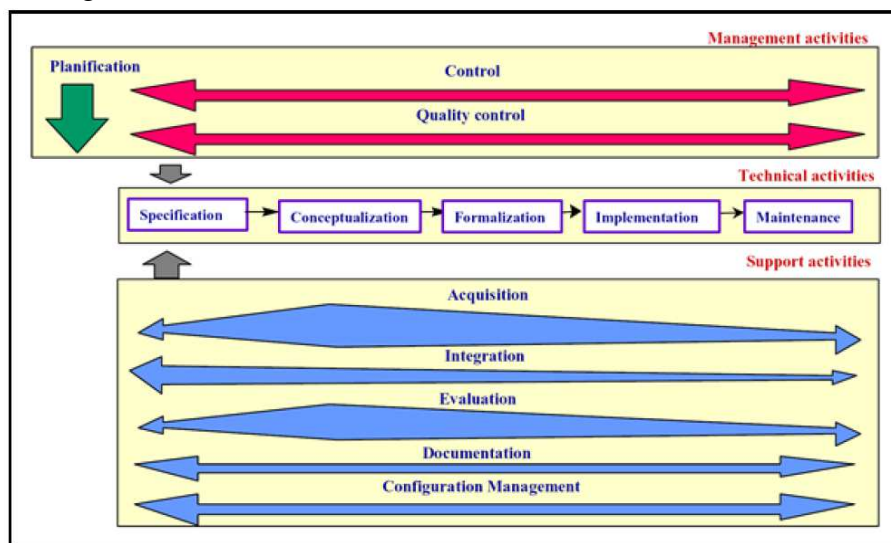 Management activities
Planification
Control
Quality control
Technical activities
Specification
Conceptualization
Formalization
Implementation
Maintenance
Support activities
Acquisition
Integration
Evaluation
Documentation
Configuration Management